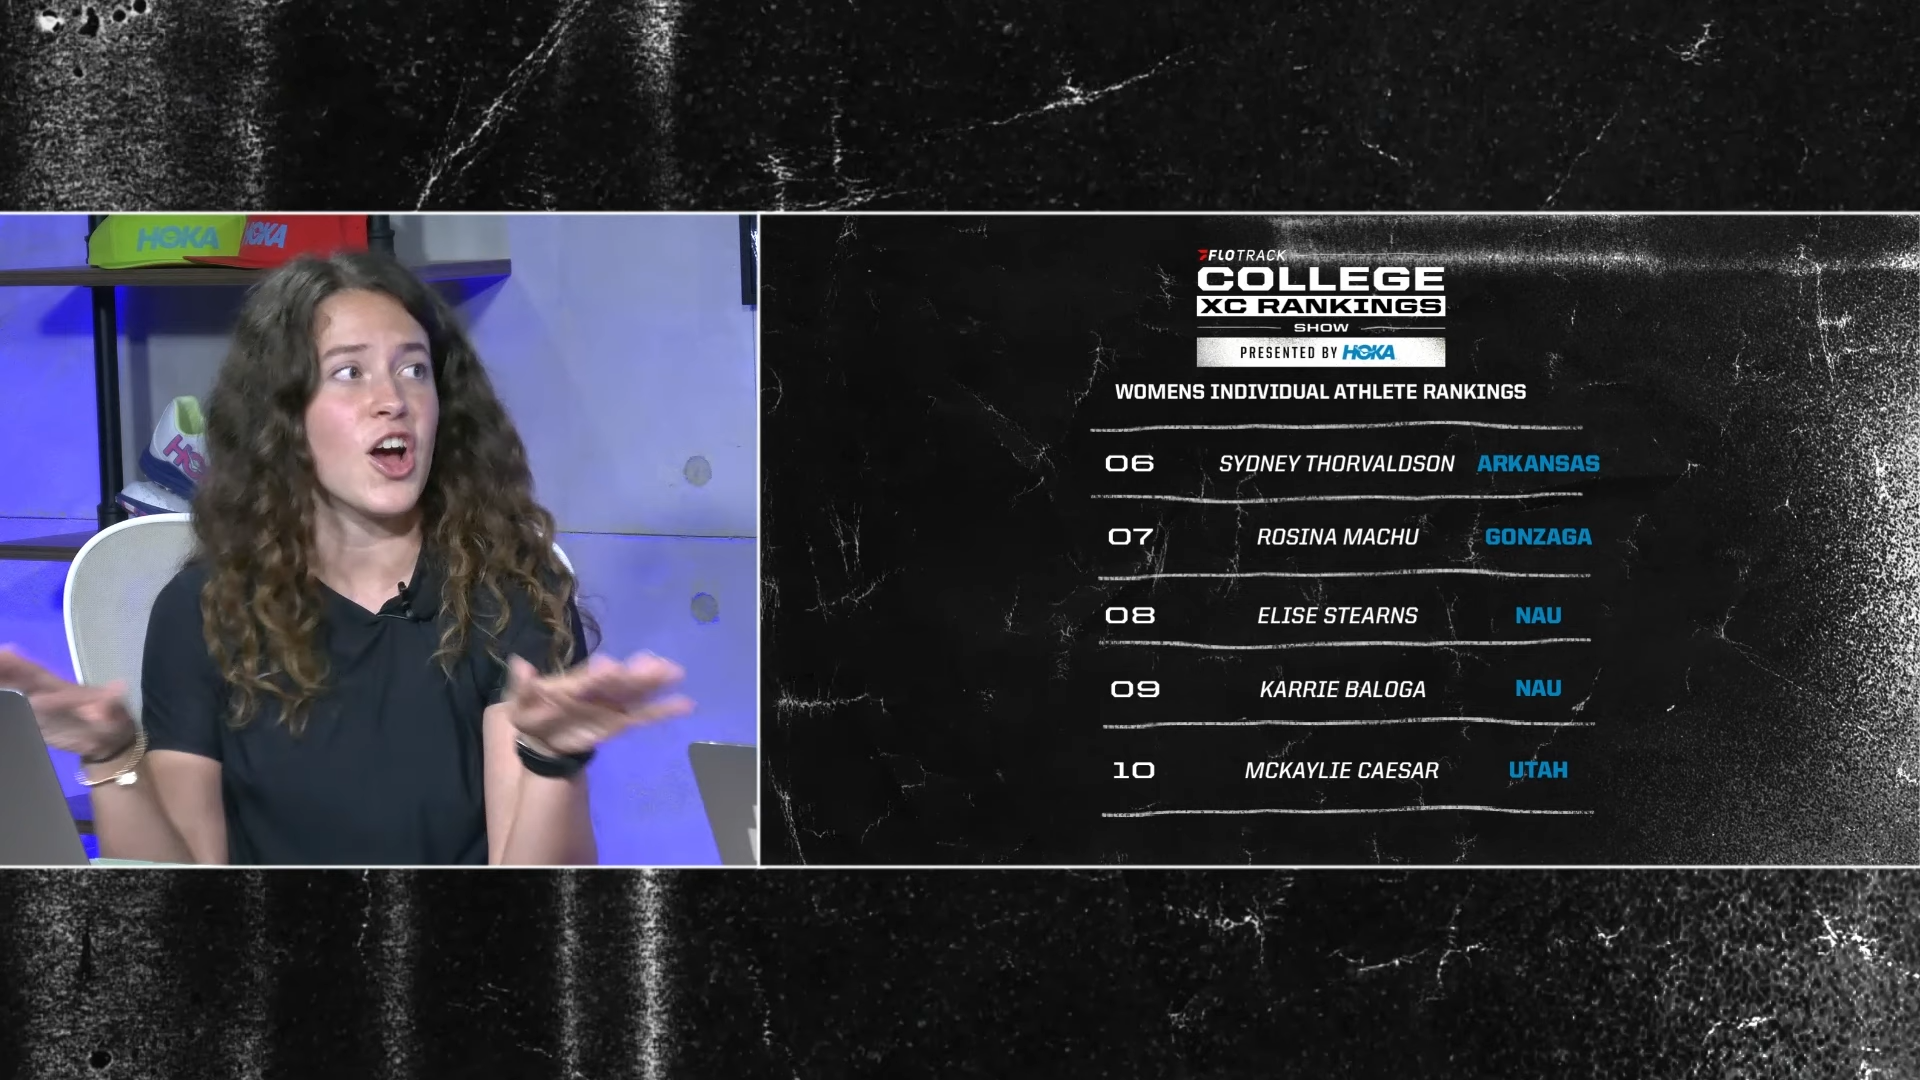 HOKA
HOKA
FLOTRACK
COLLEGE
XC RANKINGS
SHOW
PRESENTED BY HOKA
WOMENS INDIVIDUAL ATHLETE RANKINGS
06 SYDNEY THORVALDSON ARKANSAS
07 ROSINA MACHU GONZAGA
08 ELISE STEARNS NAU
09 KARRIE BALOGA NAU
10 MCKAYLIE CAESAR UTAH